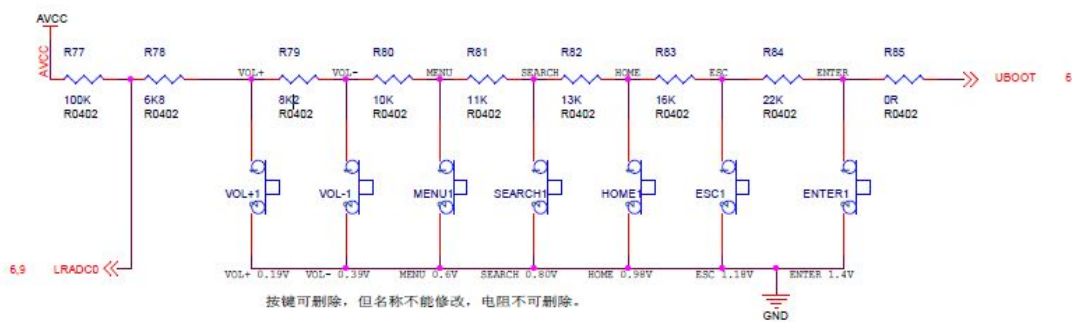 AVCC
AVCC
R77 R78 R79 R80 R81 R82 R83 R84 R85
VOL+ VOL- MENU SEARCH HOME ESC ENTER
UBOOT 6
100K 6K8 8K2 10K 11K 13K 16K 22K 0R
R0402 R0402 R0402 R0402 R0402 R0402 R0402 R0402 R0402
VOL+1 VOL-1 MENU1 SEARCH1 HOME1 ESC1 ENTER1
6,9 LRADC0
VOL+ 0.19V VOL- 0.39V MENU 0.6V SEARCH 0.80V HOME 0.98V ESC 1.18V ENTER 1.4V
按键可删除，但名称不能修改，电阻不可删除。
GND